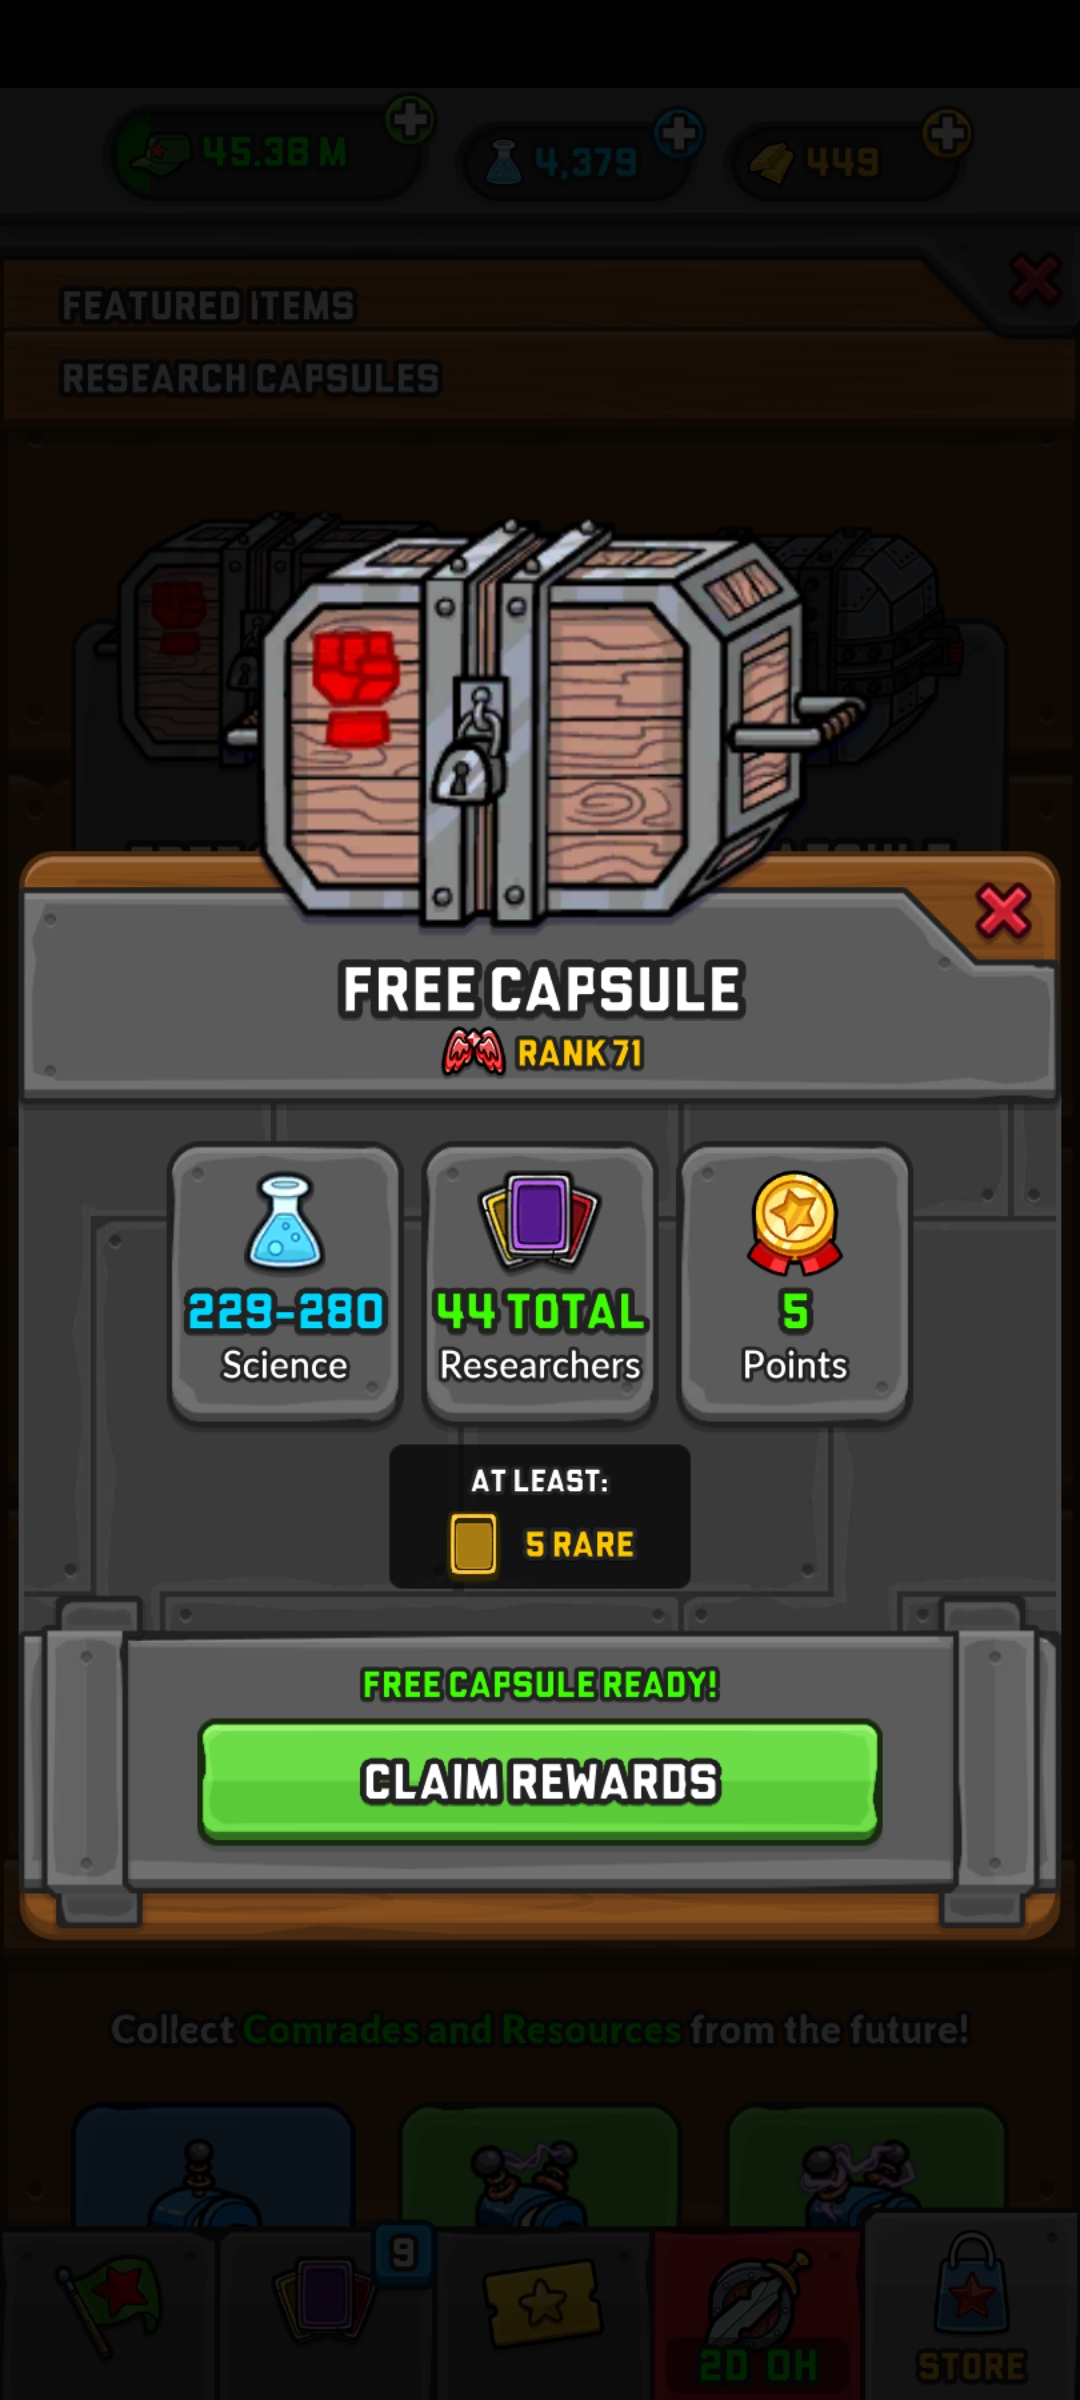 45.38 M
4,379
449
FEATURED ITEMS
RESEARCH CAPSULES
FREE CAPSULE
RANK 71
229-280
Science
44 TOTAL
Researchers
5
Points
AT LEAST:
5 RARE
FREE CAPSULE READY!
CLAIM REWARDS
Collect Comrades and Resources from the future!
9
2D 0H
STORE